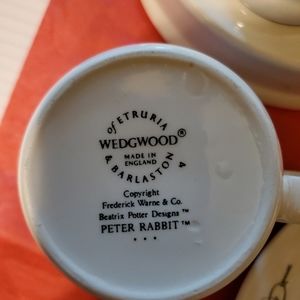 of ETRURIA
WEDGWOOD®
MADE IN
ENGLAND
& BARLASTON
4
Copyright
Frederick Warne & Co.
Beatrix Potter Designs™
PETER RABBIT™
★ ★ ★